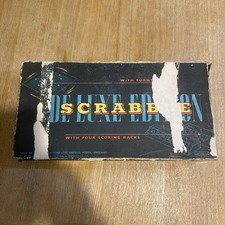 WITH TURN
DE LUXE EDITION
SCRABBLE
WITH FOUR SCORING RACKS